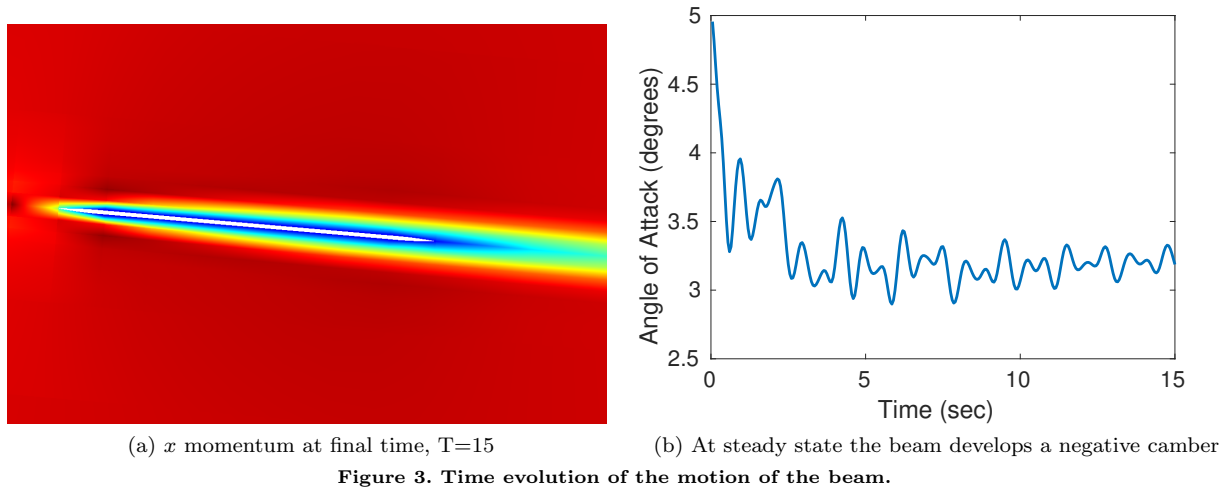 5
4.5
4
3.5
3
2.5
Angle of Attack (degrees)
0 5 10 15
Time (sec)
(a) x momentum at final time, T=15
(b) At steady state the beam develops a negative camber
Figure 3. Time evolution of the motion of the beam.